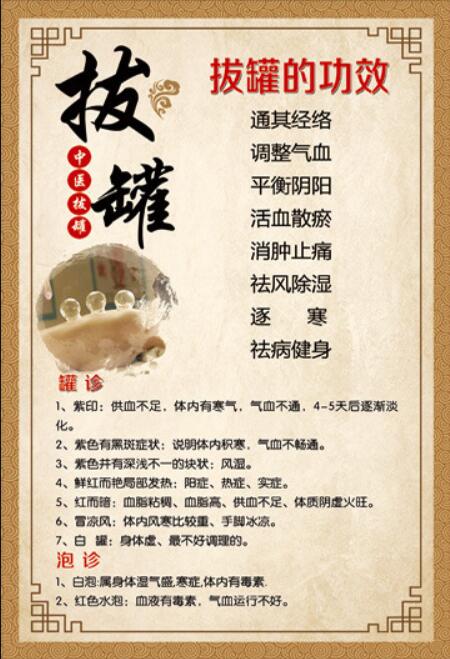 拔罐
中医拔罐
拔罐的功效
通其经络
调整气血
平衡阴阳
活血散瘀
消肿止痛
祛风除湿
逐 寒
祛病健身
罐诊
1、紫印：供血不足，体内有寒气，气血不通，4-5天后逐渐淡
化。
2、紫色有黑斑症状：说明体内积寒，气血不畅通。
3、紫色并有深浅不一的块状：风湿。
4、鲜红而艳局部发热：阳症、热症、实症。
5、红而暗：血脂粘稠、血脂高、供血不足、体质阴虚火旺。
6、冒凉风：体内风寒比较重、手脚冰凉。
7、白 罐：身体虚、最不好调理的。
泡诊
1、白泡:属身体湿气盛,寒症,体内有毒素.
2、红色水泡：血液有毒素，气血运行不好。